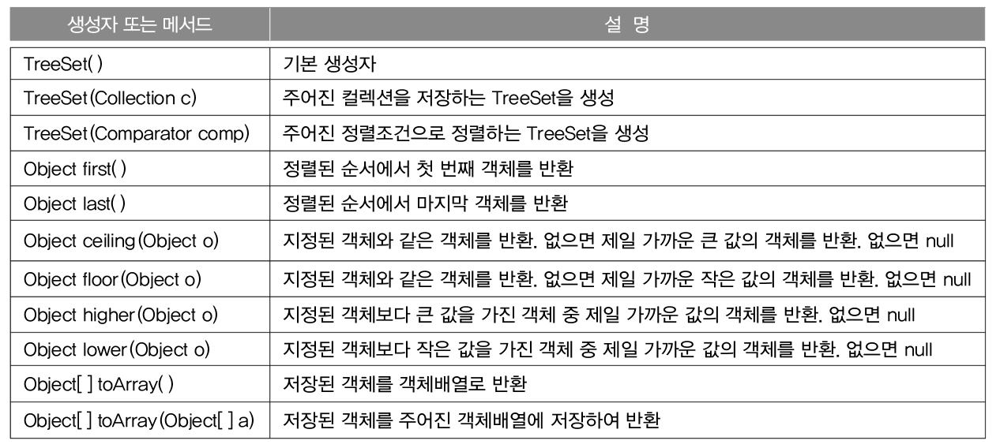 생성자 또는 메서드 설 명
TreeSet( ) 기본 생성자
TreeSet(Collection c) 주어진 컬렉션을 저장하는 TreeSet을 생성
TreeSet(Comparator comp) 주어진 정렬조건으로 정렬하는 TreeSet을 생성
Object first( ) 정렬된 순서에서 첫 번째 객체를 반환
Object last( ) 정렬된 순서에서 마지막 객체를 반환
Object ceiling(Object o) 지정된 객체와 같은 객체를 반환. 없으면 제일 가까운 큰 값의 객체를 반환. 없으면 null
Object floor(Object o) 지정된 객체와 같은 객체를 반환. 없으면 제일 가까운 작은 값의 객체를 반환. 없으면 null
Object higher(Object o) 지정된 객체보다 큰 값을 가진 객체 중 제일 가까운 값의 객체를 반환. 없으면 null
Object lower(Object o) 지정된 객체보다 작은 값을 가진 객체 중 제일 가까운 값의 객체를 반환. 없으면 null
Object[ ] toArray( ) 저장된 객체를 객체배열로 반환
Object[ ] toArray(Object[ ] a) 저장된 객체를 주어진 객체배열에 저장하여 반환